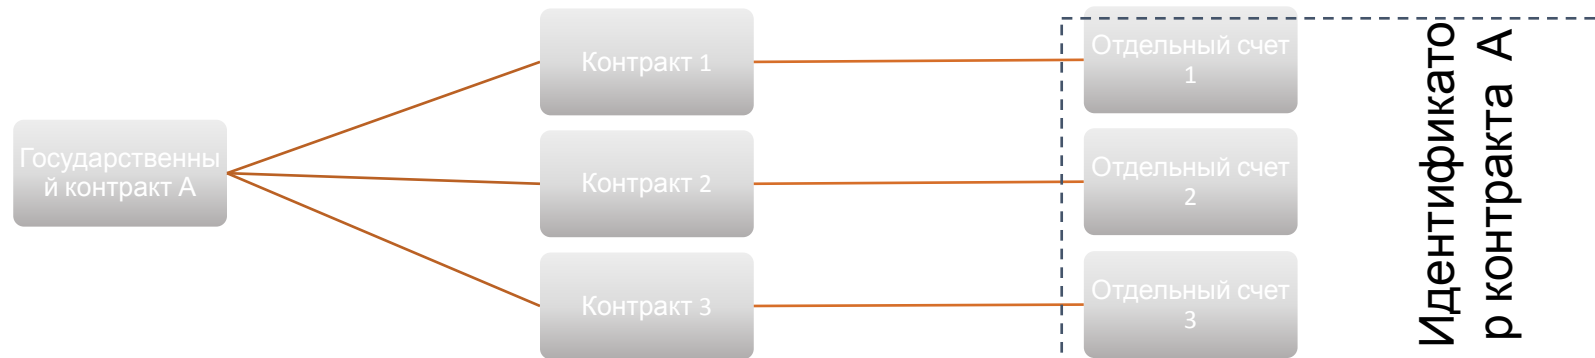 Государственны
й контракт А
Контракт 1
Контракт 2
Контракт 3
Отдельный счет
1
Отдельный счет
2
Отдельный счет
3
Идентификато
р контракта А